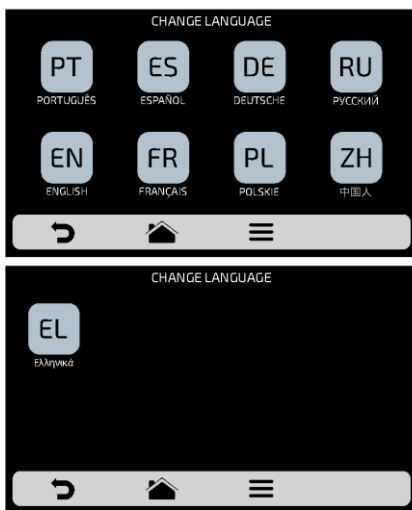 CHANGE LANGUAGE
PT ES DE RU
PORTUGUÊS ESPAÑOL DEUTSCHE РУССКИЙ
EN FR PL ZH
ENGLISH FRANÇAIS POLSKIE 中国人
CHANGE LANGUAGE
EL
Ελληνικά